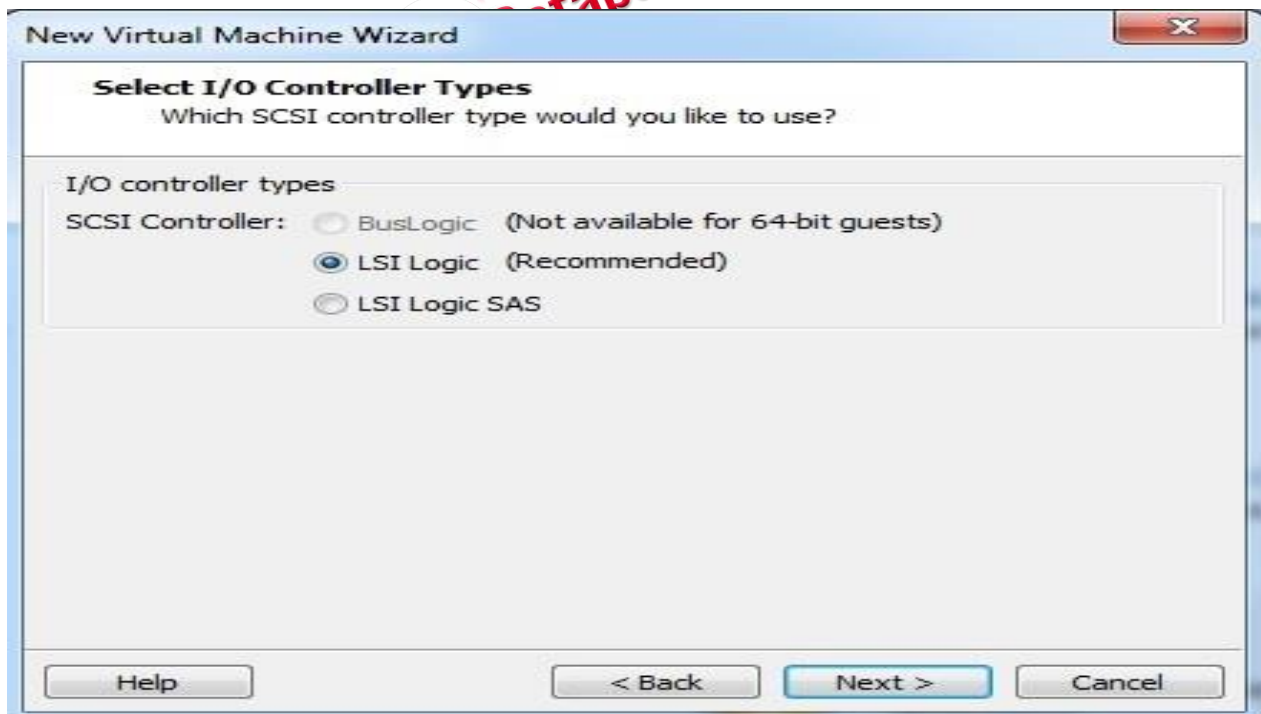 New Virtual Machine Wizard
Select I/O Controller Types
Which SCSI controller type would you like to use?
I/O controller types
SCSI Controller: BusLogic (Not available for 64-bit guests)
LSI Logic (Recommended)
LSI Logic SAS
Help < Back Next > Cancel